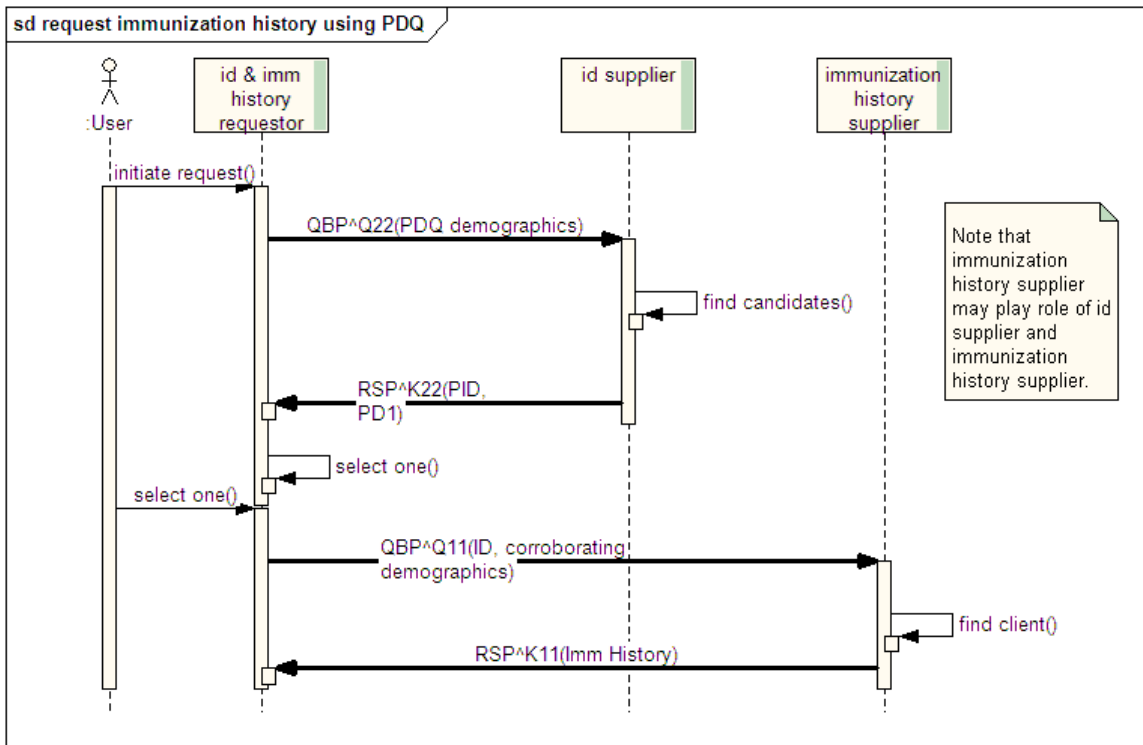 sd request immunization history using PDQ
:User
id & imm
history
requestor
id supplier
immunization
history
supplier
initiate request()
QBP^Q22(PDQ demographics)
Note that
immunization
history supplier
may play role of id
supplier and
immunization
history supplier.
find candidates()
RSP^K22(PID,
PD1)
select one()
select one()
QBP^Q11(ID, corroborating
demographics)
find client()
RSP^K11(Imm History)